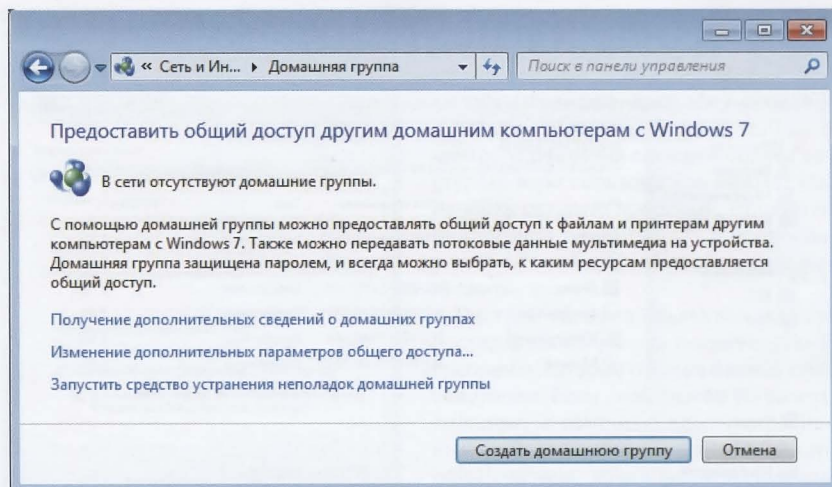 « Сеть и Ин... Домашняя группа
Поиск в панели управления
Предоставить общий доступ другим домашним компьютерам с Windows 7
В сети отсутствуют домашние группы.
С помощью домашней группы можно предоставлять общий доступ к файлам и принтерам другим
компьютерам с Windows 7. Также можно передавать потоковые данные мультимедиа на устройства.
Домашняя группа защищена паролем, и всегда можно выбрать, к каким ресурсам предоставляется
общий доступ.
Получение дополнительных сведений о домашних группах
Изменение дополнительных параметров общего доступа...
Запустить средство устранения неполадок домашней группы
Создать домашнюю группу
Отмена